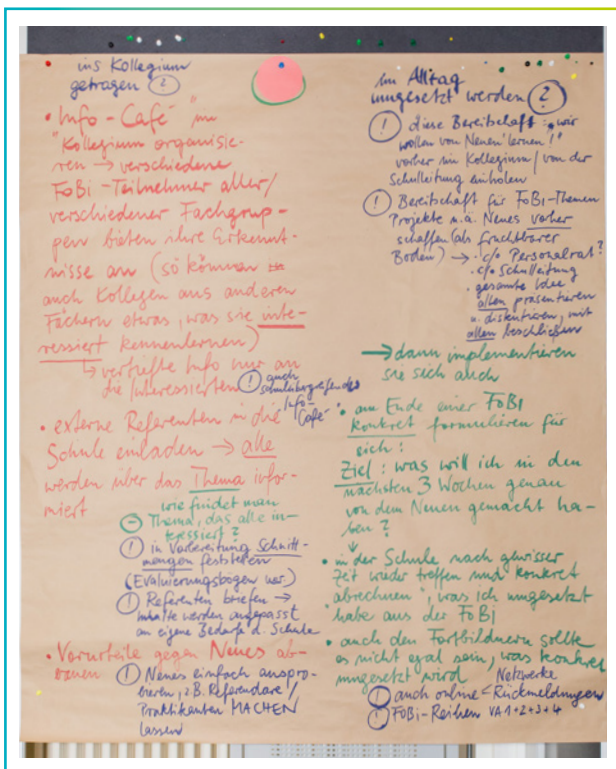 ins Kollegium
getragen ?
• "Info-Café" im
Kollegium organisie-
ren → verschiedene
FoBi-Teilnehmer aller/
verschiedener Fachgrup-
pen bieten ihre Erkennt-
nisse an (so können
auch Kollegen aus anderen
Fächern etwas, was sie inte-
ressiert kennenlernen)
↳ vertiefte Info nur an
die Interessierten
! auch
schulübergreifendes
Info-
Café
• externe Referenten in die
Schule einladen → alle
werden über das Thema infor-
miert
wie findet man
– Thema, das alle in-
teressiert?
! in Vorbereitung Schnitt-
mengen feststellen
(Evaluierungsbogen vor)
! Referenten briefen →
Inhalte werden angepasst
an eigene Bedarfe d. Schule
• Vorurteile gegen Neues ab-
bauen
! Neues einfach auspro-
bieren, z.B. Referendare/
Praktikanten MACHEN
lassen
im Alltag
umgesetzt werden ?
! diese Bereitschaft: "wir
wollen von Neuen lernen!"
vorher im Kollegium/von der
Schulleitung einholen
! Bereitschaft für FoBi-Themen
Projekte u.ä. Neues vorher
schaffen (als fruchtbarer
Boden) → • c/o Personalrat?
• c/o Schulleitung
• gesamte Idee
allen präsentieren
u. diskutieren, mit
allen beschließen
→ dann implementieren
sie sich auch
• am Ende einer FoBi
konkret formulieren für
sich:
Ziel: was will ich in den
nächsten 3 Wochen genau
von dem Neuen gemacht ha-
ben?
↓
• in der Schule nach gewisser
Zeit wieder treffen und "konkret
abrechnen", was ich umgesetzt
habe aus der FoBi
• auch den Fortbildnern sollte
es nicht egal sein, was konkret
umgesetzt wird
! auch online < Netzwerke
Rückmeldungen
! FoBi-Reihen VA 1+2+3+4